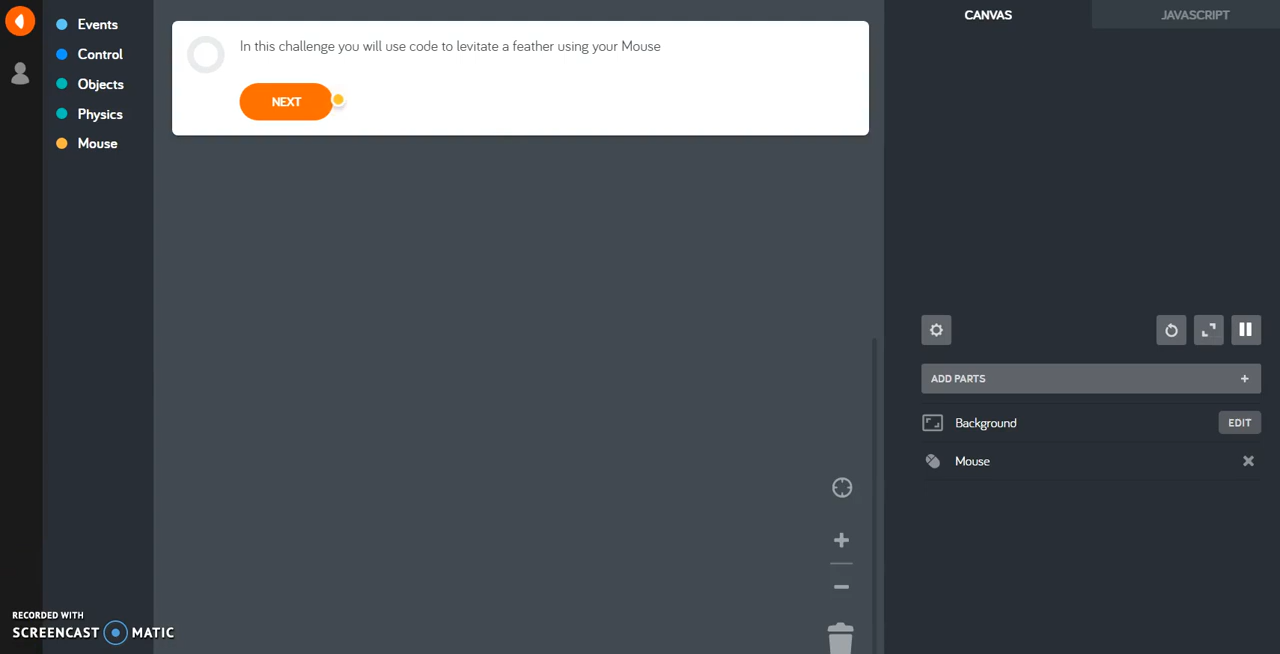 Events
Control
Objects
Physics
Mouse
In this challenge you will use code to levitate a feather using your Mouse
NEXT
CANVAS
JAVASCRIPT
ADD PARTS
Background
EDIT
Mouse
RECORDED WITH
SCREENCAST MATIC